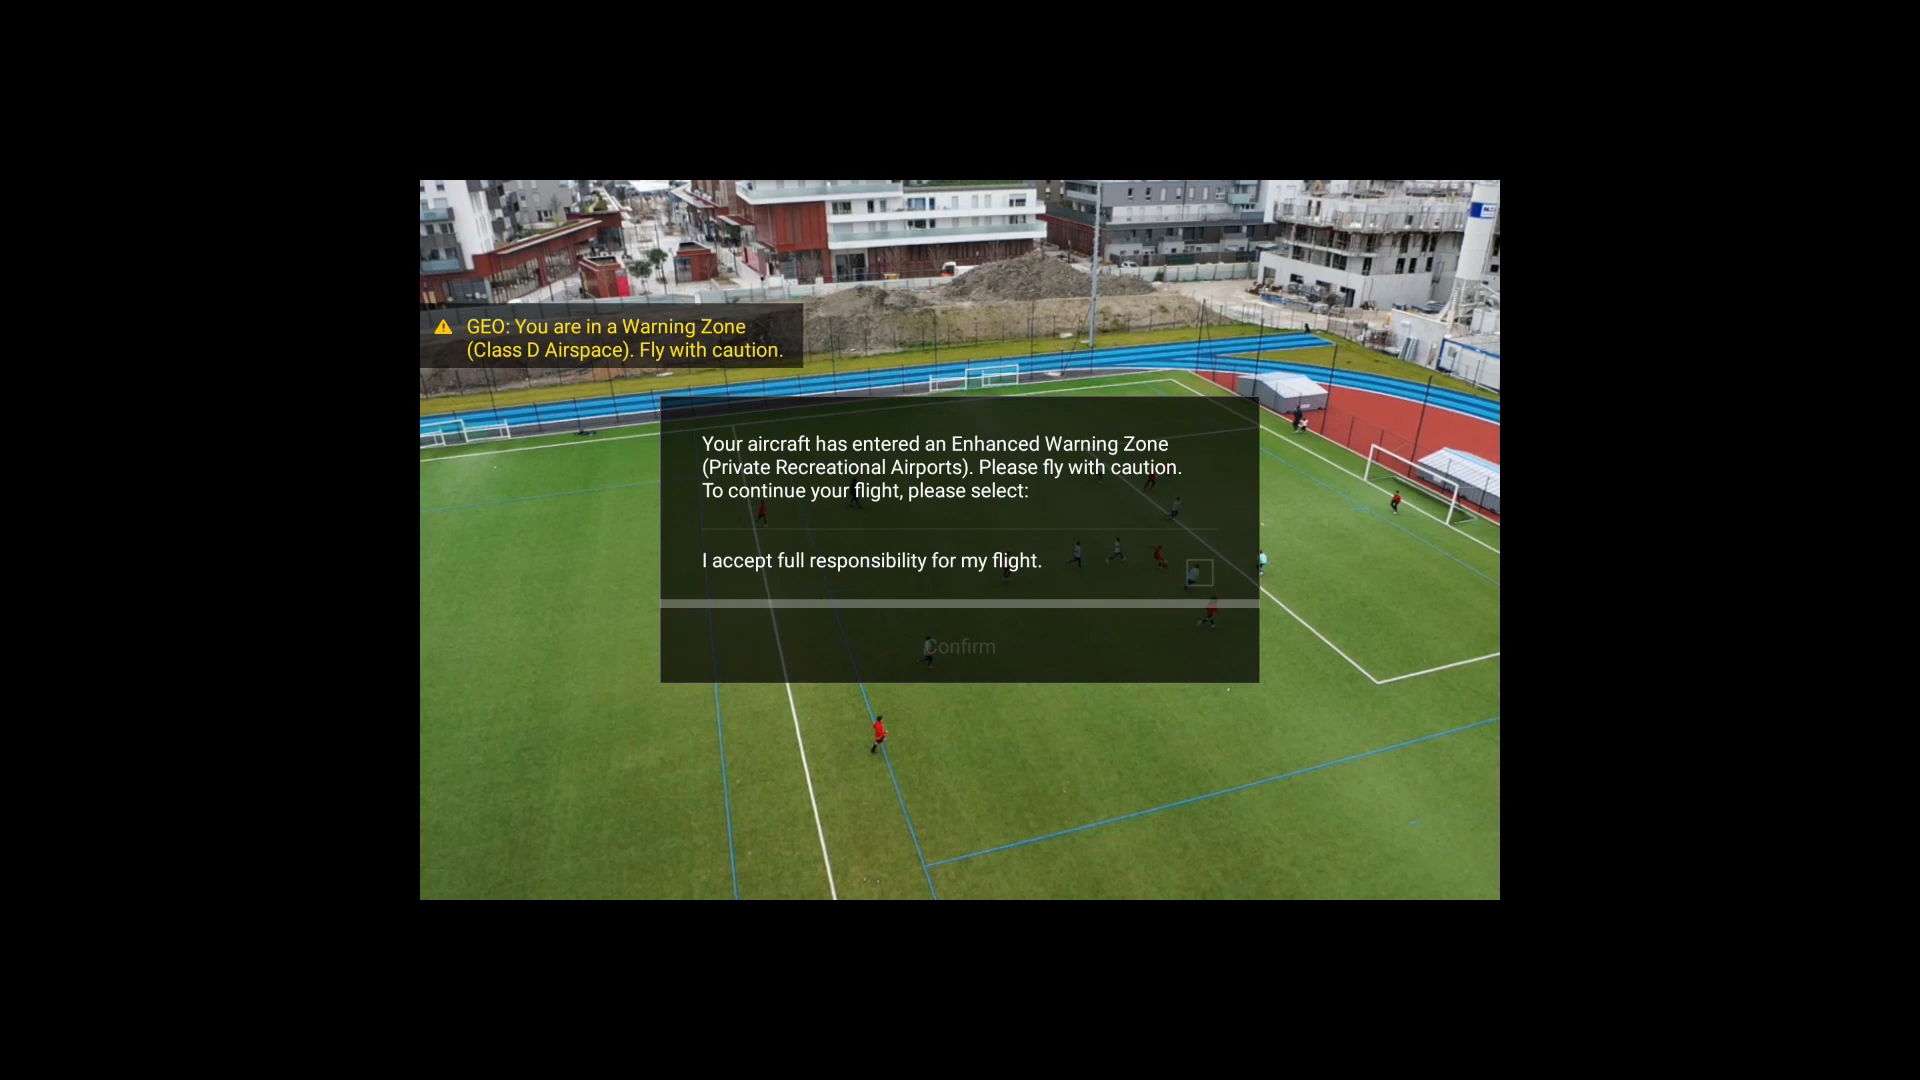 GEO: You are in a Warning Zone
(Class D Airspace). Fly with caution.
Your aircraft has entered an Enhanced Warning Zone
(Private Recreational Airports). Please fly with caution.
To continue your flight, please select:
I accept full responsibility for my flight.
Confirm